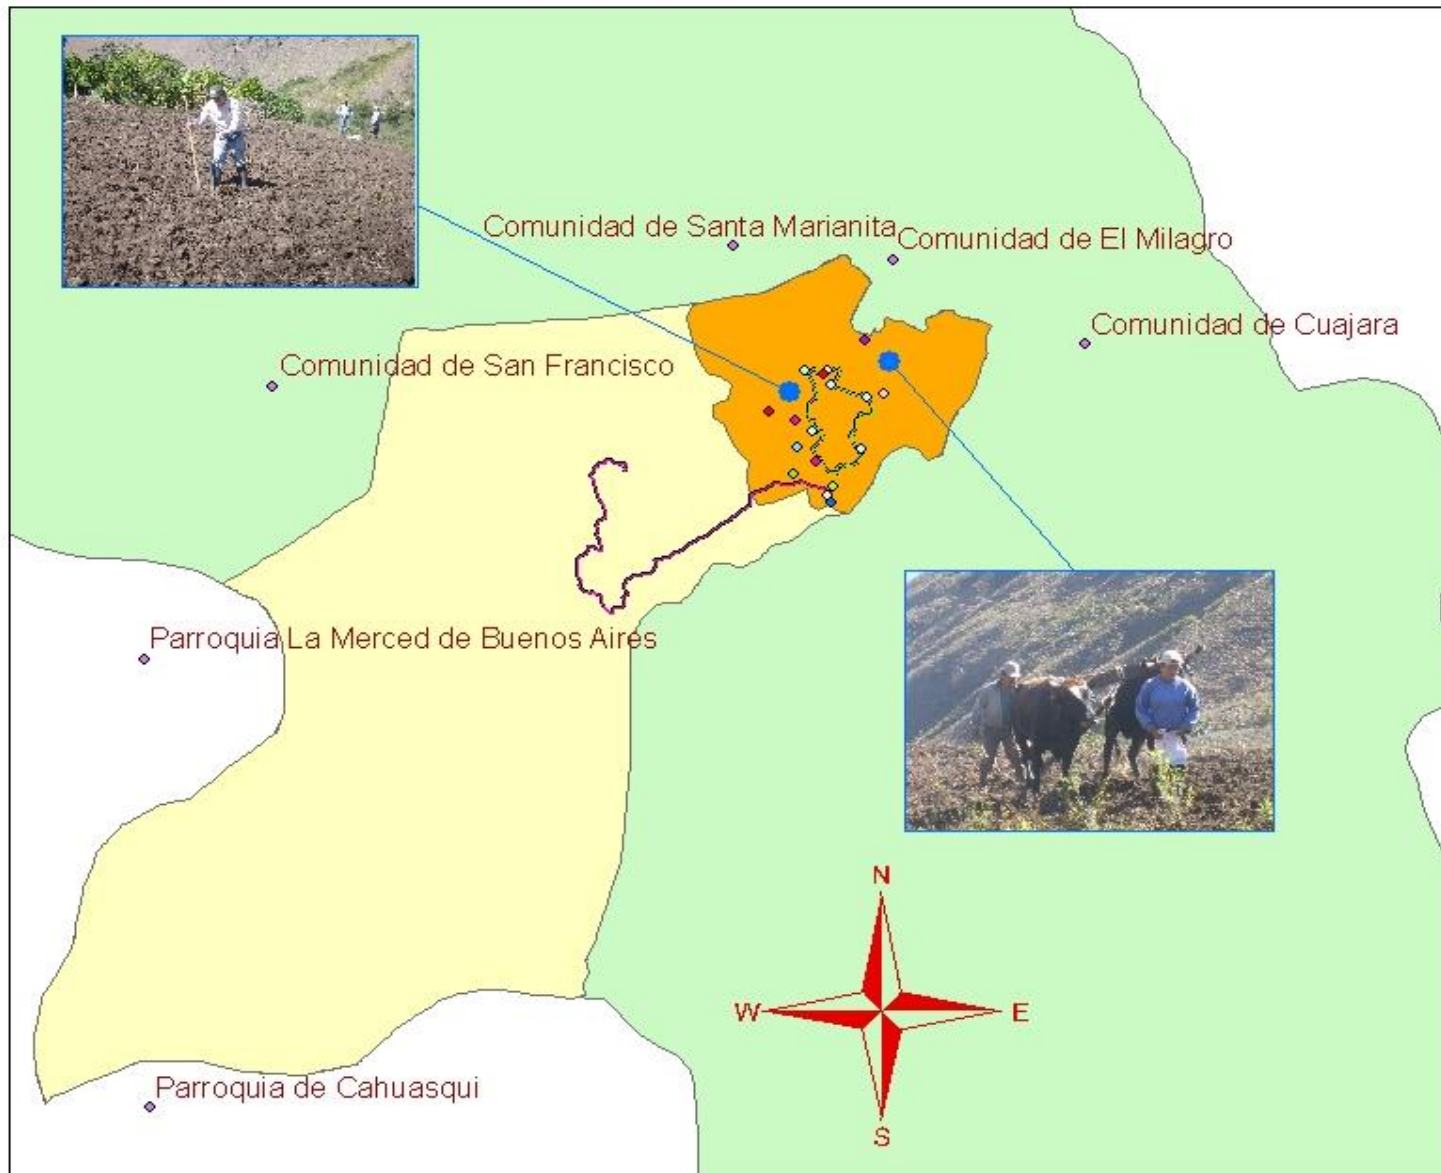 Comunidad de Santa Marianita
Comunidad de El Milagro
Comunidad de Cuajara
Comunidad de San Francisco
Parroquia La Merced de Buenos Aires
N
W
E
S
Parroquia de Cahuasqui